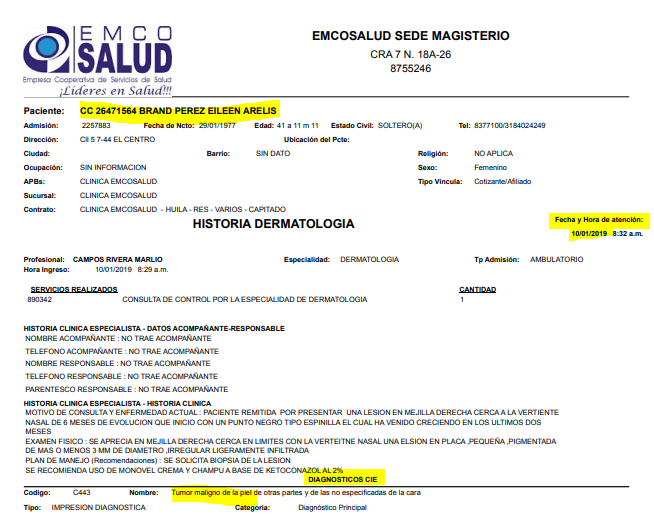 EMCO
SALUD
Empresa Cooperativa de Servicios de Salud
¡Líderes en Salud!!!
EMCOSALUD SEDE MAGISTERIO
CRA 7 N. 18A-26
8755246
Paciente: CC 26471564 BRAND PEREZ EILEEN ARELIS
Admisión: 2257883 Fecha de Ncto: 29/01/1977 Edad: 41 a 11 m 11 Estado Civil: SOLTERO(A) Tel: 8377100/3184024249
Dirección: Cll 5 7-44 EL CENTRO Ubicación del Pcte:
Ciudad: Barrio: SIN DATO Religión: NO APLICA
Ocupación: SIN INFORMACION Sexo: Femenino
APBs: CLINICA EMCOSALUD Tipo Vincula: Cotizante/Afiliado
Sucursal: CLINICA EMCOSALUD
Contrato: CLINICA EMCOSALUD - HUILA - RES - VARIOS - CAPITADO
HISTORIA DERMATOLOGIA
Fecha y Hora de atención:
10/01/2019 8:32 a.m.
Profesional: CAMPOS RIVERA MARLIO Especialidad: DERMATOLOGIA Tp Admisión: AMBULATORIO
Hora Ingreso: 10/01/2019 8:29 a.m.
SERVICIOS REALIZADOS CANTIDAD
890342 CONSULTA DE CONTROL POR LA ESPECIALIDAD DE DERMATOLOGIA 1
HISTORIA CLINICA ESPECIALISTA - DATOS ACOMPAÑANTE-RESPONSABLE
NOMBRE ACOMPAÑANTE : NO TRAE ACOMPAÑANTE
TELEFONO ACOMPAÑANTE : NO TRAE ACOMPAÑANTE
NOMBRE RESPONSABLE : NO TRAE ACOMPAÑANTE
TELEFONO RESPONSABLE : NO TRAE ACOMPAÑANTE
PARENTESCO RESPONSABLE : NO TRAE ACOMPAÑANTE
HISTORIA CLINICA ESPECIALISTA - HISTORIA CLINICA
MOTIVO DE CONSULTA Y ENFERMEDAD ACTUAL : PACIENTE REMITIDA POR PRESENTAR UNA LESION EN MEJILLA DERECHA CERCA A LA VERTIENTE
NASAL DE 6 MESES DE EVOLUCION QUE INICIO CON UN PUNTO NEGRO TIPO ESPINILLA EL CUAL HA VENIDO CRECIENDO EN LOS ULTIMOS DOS
MESES
EXAMEN FISICO : SE APRECIA EN MEJILLA DERECHA CERCA EN LIMITES CON LA VERTEITNE NASAL UNA ELSION EN PLACA ,PEQUEÑA ,PIGMENTADA
DE MAS O MENOS 3 MM DE DIAMETRO ,IRREGULAR LIGERAMENTE INFILTRADA
PLAN DE MANEJO (Recomendaciones) : SE SOLICITA BIOPSIA DE LA LESION
SE RECOMIENDA USO DE MONOVEL CREMA Y CHAMPU A BASE DE KETOCONAZOL AL 2%
DIAGNOSTICOS CIE
Codigo: C443 Nombre: Tumor maligno de la piel de otras partes y de las no especificadas de la cara
Tipo: IMPRESION DIAGNOSTICA Categoria: Diagnóstico Principal